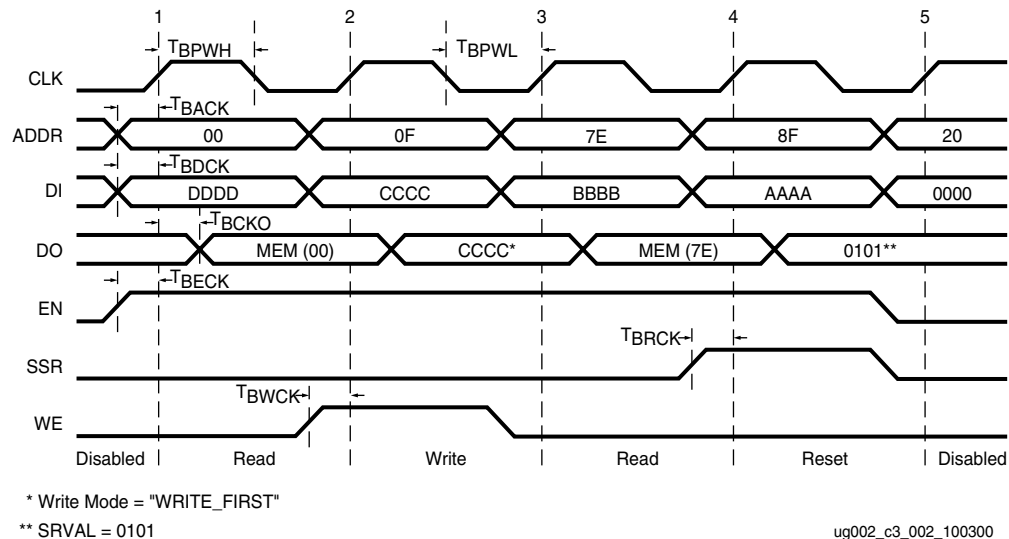 1 2 3 4 5
TBPWH TBPWL
CLK
TBACK
ADDR 00 0F 7E 8F 20
TBDCK
DI DDDD CCCC BBBB AAAA 0000
TBCKO
DO MEM (00) CCCC* MEM (7E) 0101**
TBECK
EN
TBRCK
SSR
TBWCK
WE
Disabled Read Write Read Reset Disabled
* Write Mode = "WRITE_FIRST"
** SRVAL = 0101 ug002_c3_002_100300